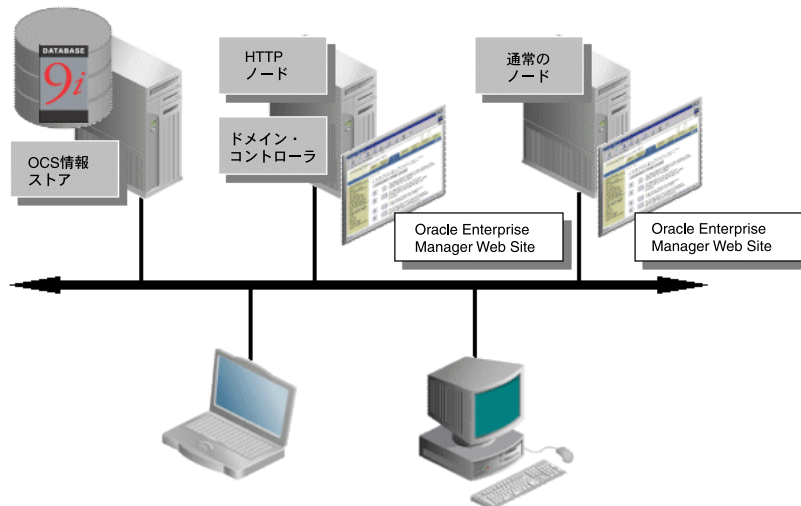 DATABASE
9i
OCS情報
ストア
HTTP
ノード
ドメイン・
コントローラ
Oracle Enterprise
Manager Web Site
通常の
ノード
Oracle Enterprise
Manager Web Site